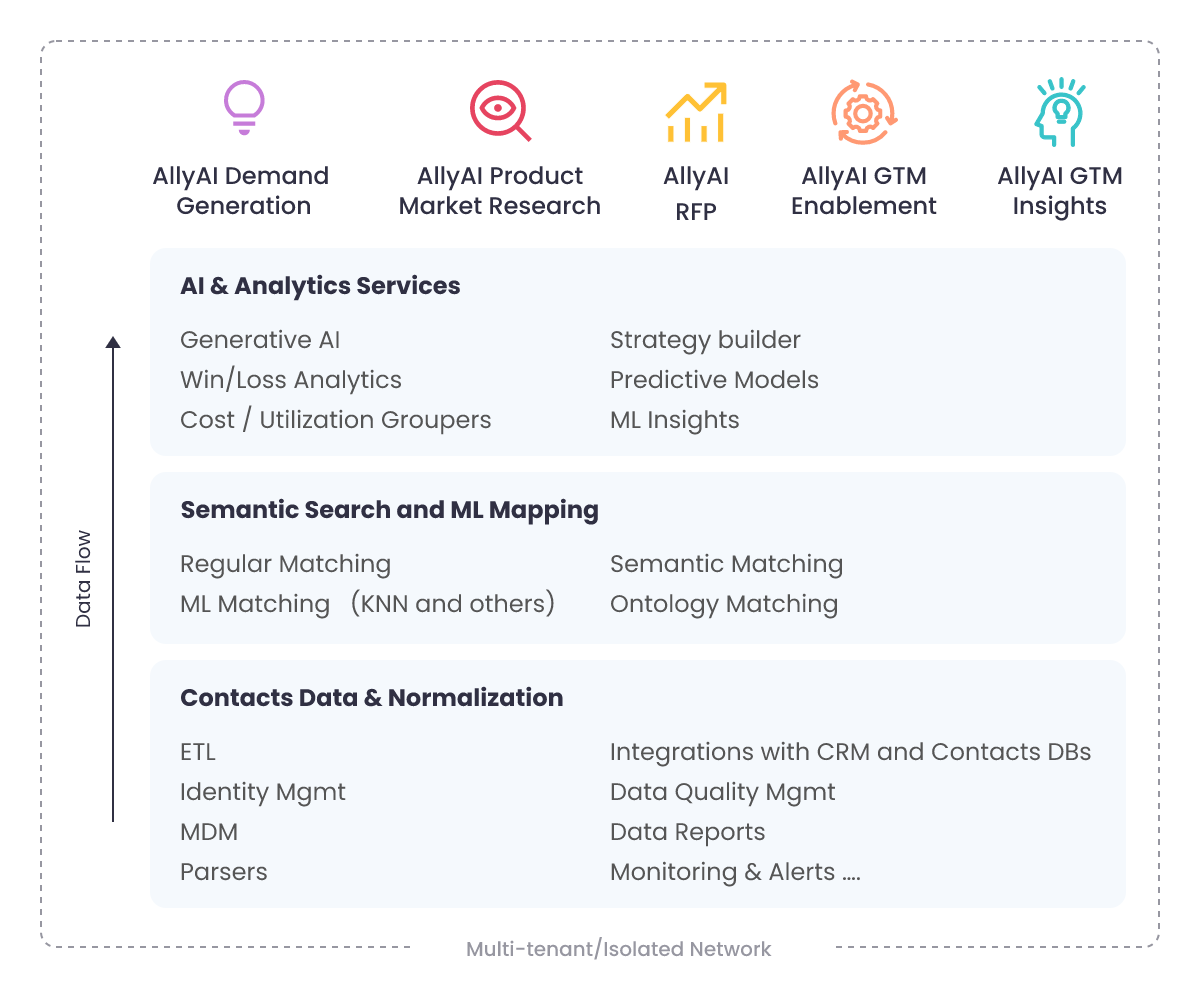 AllyAI Demand
Generation
AllyAI Product
Market Research
AllyAI
RFP
AllyAI GTM
Enablement
AllyAI GTM
Insights
AI & Analytics Services
Generative AI
Strategy builder
Win/Loss Analytics
Predictive Models
Cost / Utilization Groupers
ML Insights
Semantic Search and ML Mapping
Regular Matching
Semantic Matching
ML Matching (KNN and others)
Ontology Matching
Data Flow
Contacts Data & Normalization
ETL
Integrations with CRM and Contacts DBs
Identity Mgmt
Data Quality Mgmt
MDM
Data Reports
Parsers
Monitoring & Alerts ....
Multi-tenant/Isolated Network